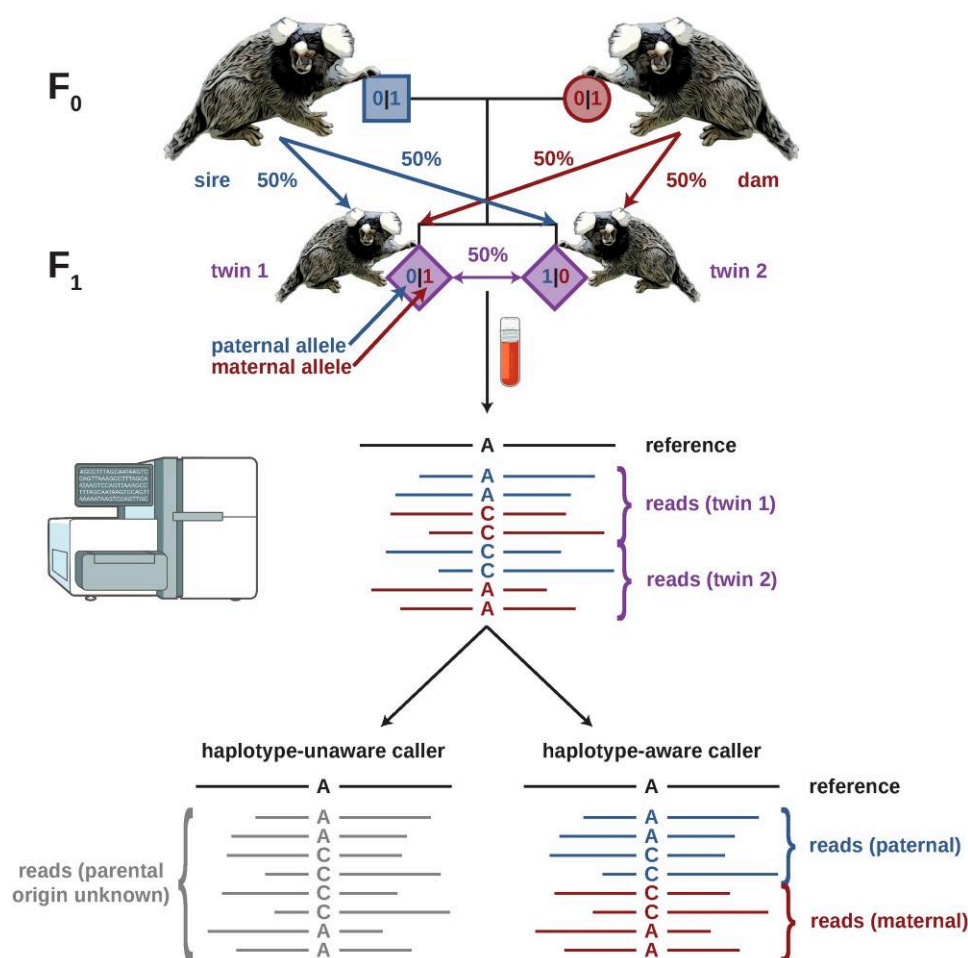 F0
0|1
0|1
50%
50%
sire
50%
50%
dam
F1
twin 1
50%
twin 2
0|1
1|0
paternal allele
maternal allele
A
reference
AGCCTTTAGCAATAAGTC
A
reads (twin 1)
A
C
C
C
reads (twin 2)
C
A
A
haplotype-unaware caller
haplotype-aware caller
A
A
reference
reads (parental
origin unknown)
A
A
C
C
C
C
A
A
A
A
C
C
reads (paternal)
C
C
A
A
reads (maternal)